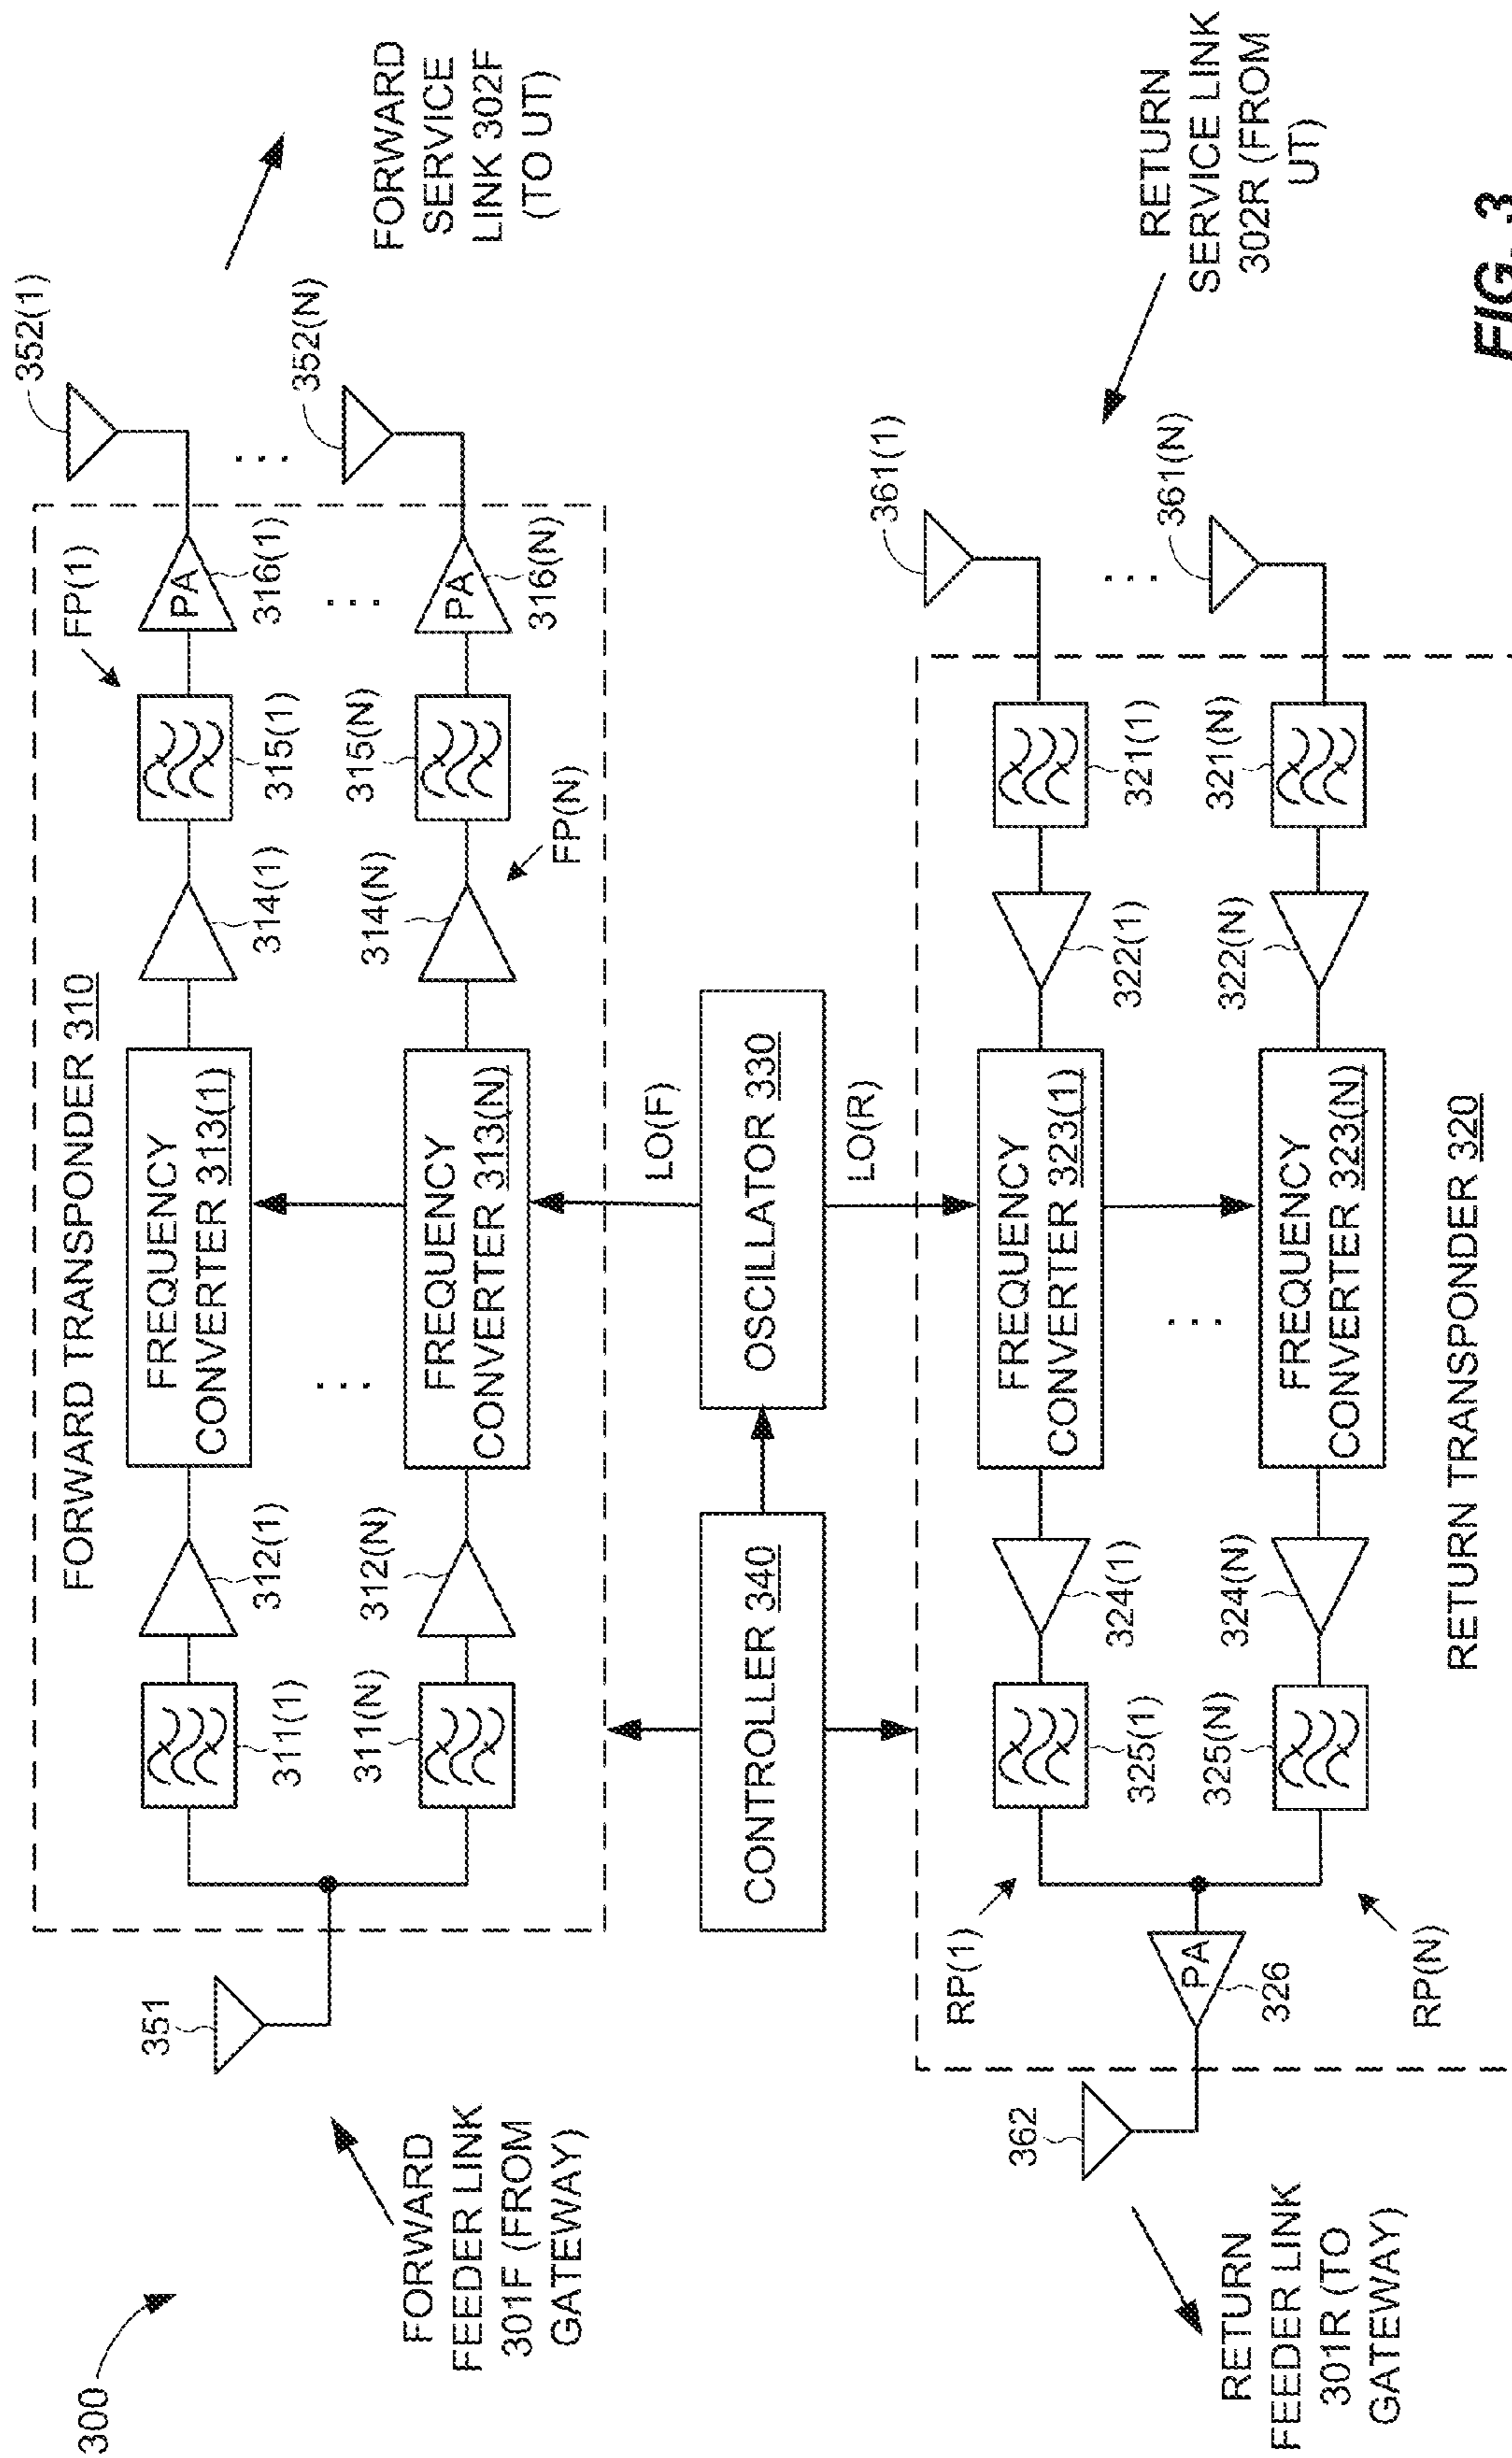 300
FORWARD
FEEDER LINK
301F (FROM
GATEWAY)
351
FORWARD TRANSPONDER 310
311(1)
312(1)
FREQUENCY
CONVERTER 313(1)
314(1)
315(1)
FP(1)
PA
316(1)
352(1)
...
...
...
311(N)
312(N)
FREQUENCY
CONVERTER 313(N)
314(N)
FP(N)
315(N)
PA
316(N)
352(N)
FORWARD
SERVICE
LINK 302F
(TO UT)
LO(F)
CONTROLLER 340
OSCILLATOR 330
LO(R)
RETURN
FEEDER LINK
301R (TO
GATEWAY)
362
PA
326
RP(1)
325(1)
324(1)
FREQUENCY
CONVERTER 323(1)
322(1)
321(1)
361(1)
...
...
RP(N)
325(N)
324(N)
FREQUENCY
CONVERTER 323(N)
322(N)
321(N)
361(N)
RETURN
SERVICE LINK
302R (FROM
UT)
RETURN TRANSPONDER 320
FIG. 3